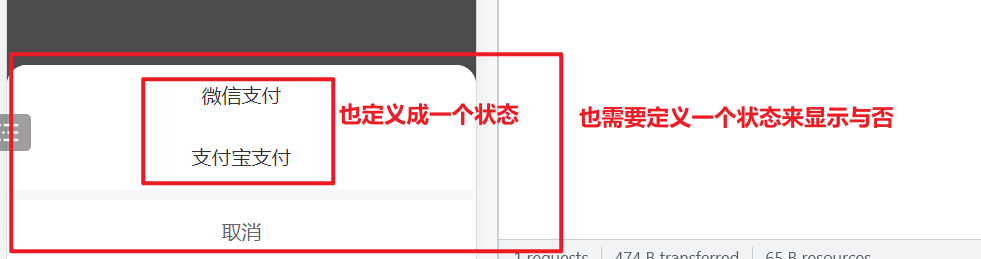 微信支付
也定义成一个状态
也需要定义一个状态来显示与否
支付宝支付
取消
1 requests 474 B transferred 65 B resources